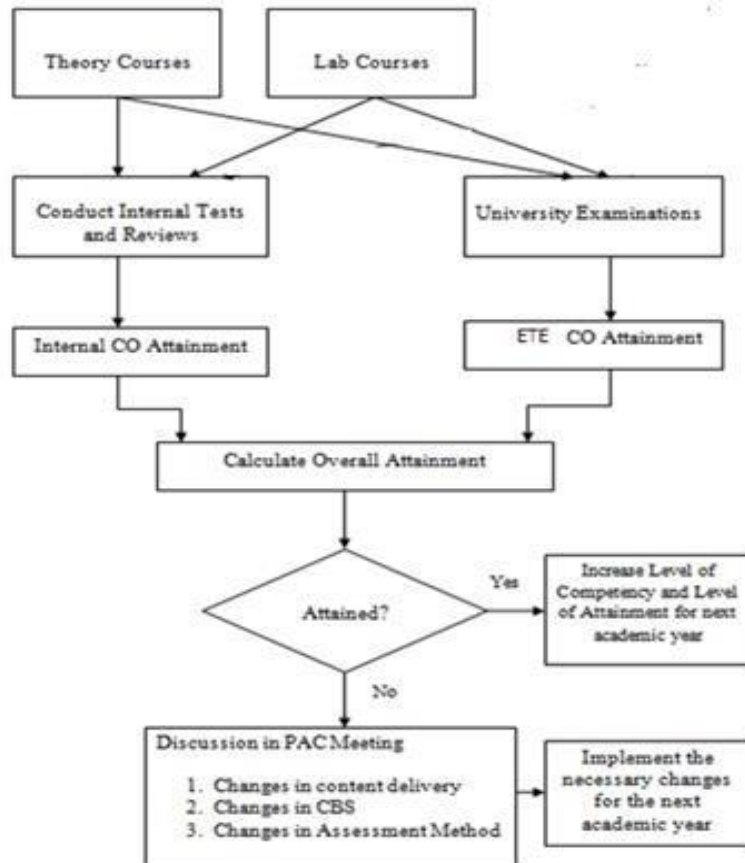 Theory Courses
Lab Courses
Conduct Internal Tests
and Reviews
University Examinations
Internal CO Attainment
ETE CO Attainment
Calculate Overall Attainment
Attained?
Yes
Increase Level of
Competency and Level
of Attainment for next
academic year
No
Discussion in PAC Meeting
1. Changes in content delivery
2. Changes in CBS
3. Changes in Assessment Method
Implement the
necessary changes
for the next
academic year